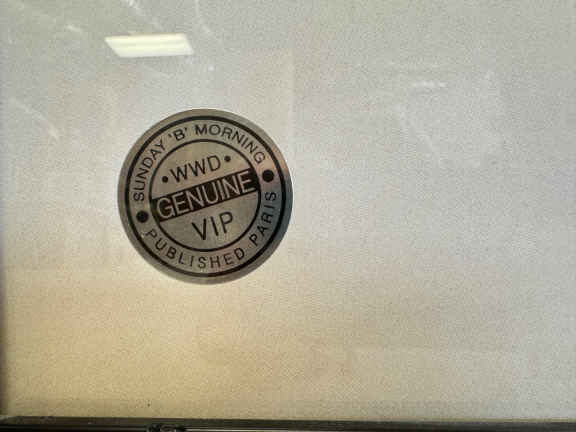 SUNDAY 'B' MORNING
• WWD •
GENUINE
VIP
PUBLISHED PARIS